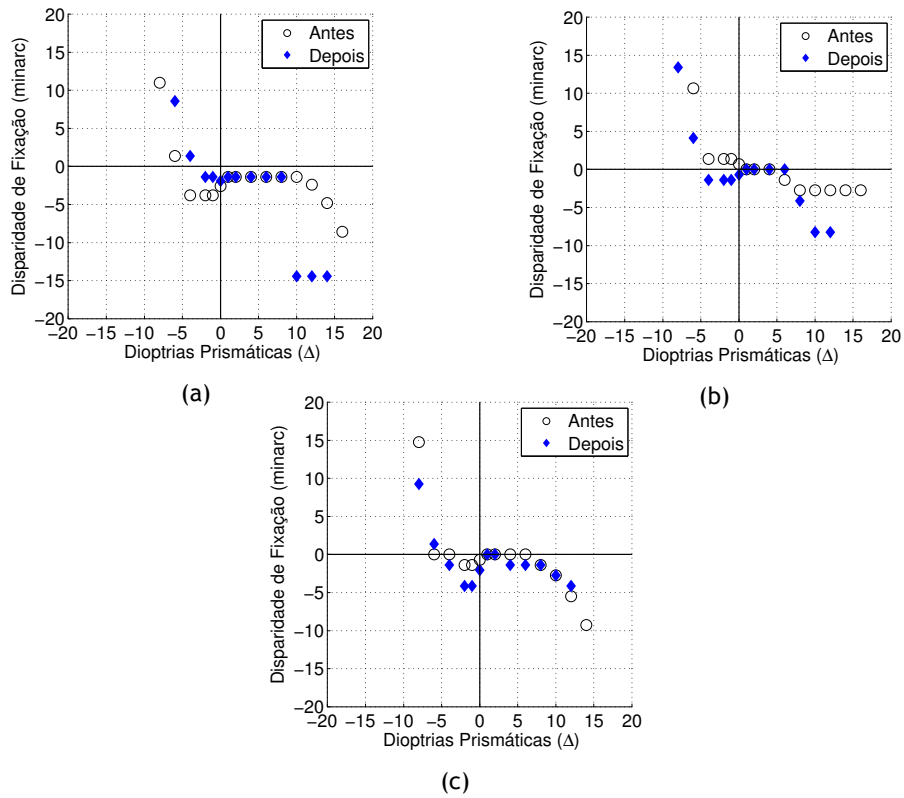 20
15
10
5
0
−5
−10
−15
−20
Disparidade de Fixação (minarc)
−20 −15 −10 −5 0 5 10 15 20
Dioptrias Prismáticas (Δ)
Antes
Depois
(a)
20
15
10
5
0
−5
−10
−15
−20
Disparidade de Fixação (minarc)
−20 −15 −10 −5 0 5 10 15 20
Dioptrias Prismáticas (Δ)
Antes
Depois
(b)
20
15
10
5
0
−5
−10
−15
−20
Disparidade de Fixação (minarc)
−20 −15 −10 −5 0 5 10 15 20
Dioptrias Prismáticas (Δ)
Antes
Depois
(c)